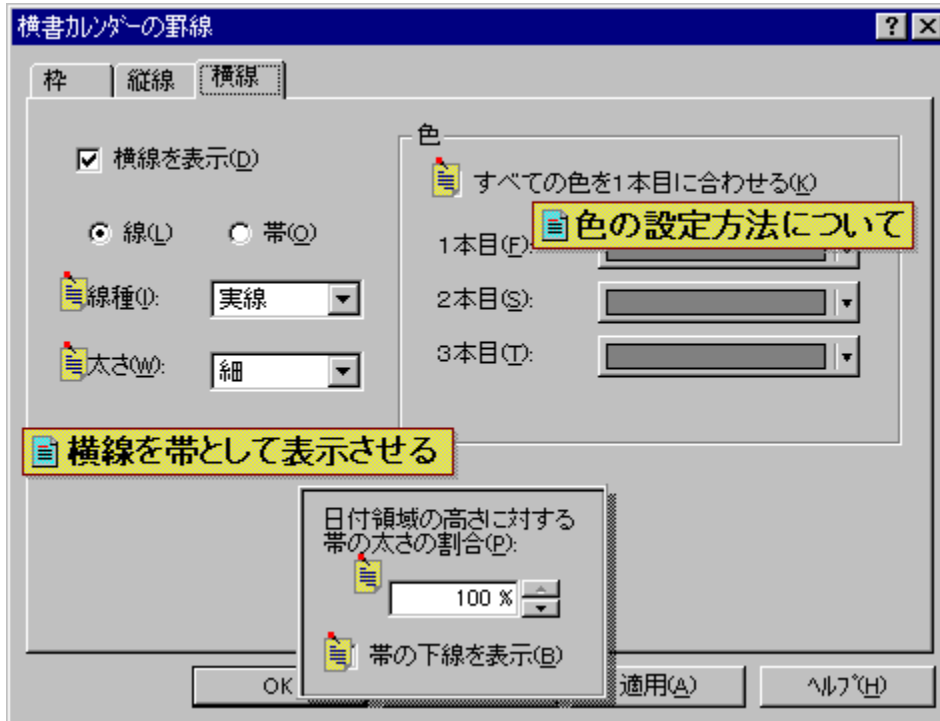 横書カレンダーの罫線
枠 縦線 横線
横線を表示(D)
線(L) 帯(O)
線種(I): 実線
太さ(W): 細
色
すべての色を1本目に合わせる(K)
色の設定方法について
1本目(F):
2本目(S):
3本目(T):
横線を帯として表示させる
日付領域の高さに対する
帯の太さの割合(P):
100 %
帯の下線を表示(B)
OK 適用(A) ヘルプ(H)